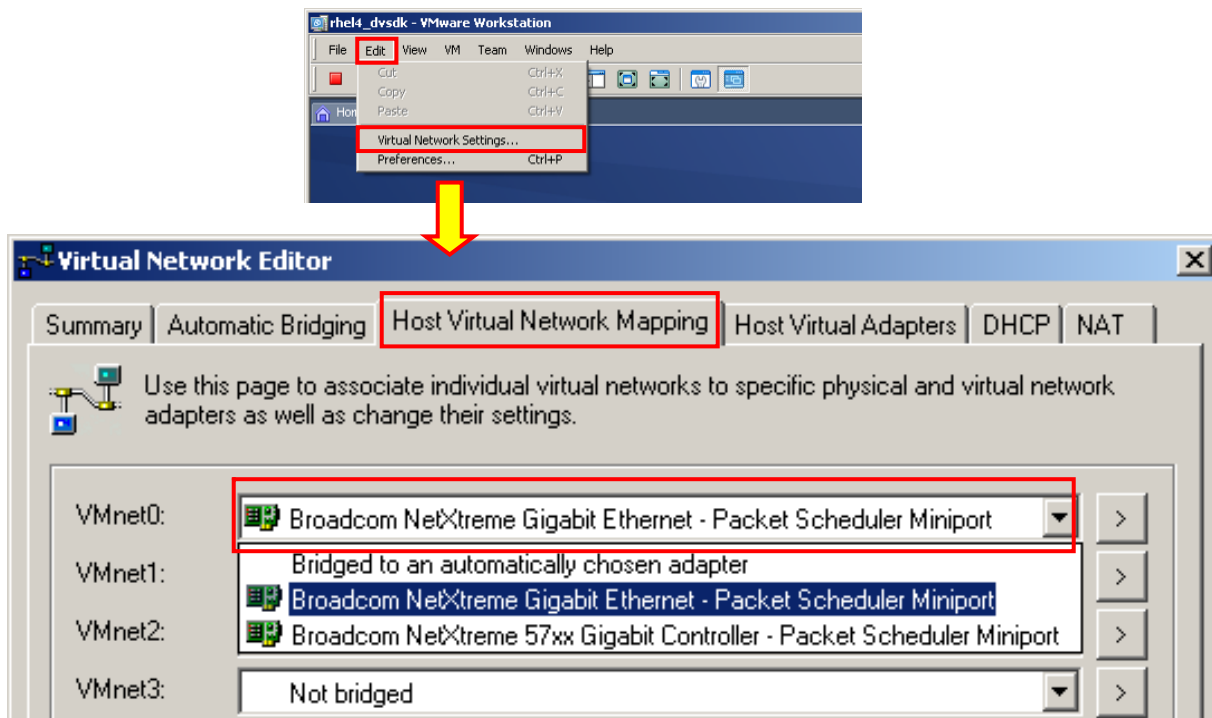 rhel4_dvsdk - VMware Workstation
File Edit View VM Team Windows Help
Cut Ctrl+X
Copy Ctrl+C
Paste Ctrl+V
Virtual Network Settings...
Preferences... Ctrl+P
Virtual Network Editor
Summary Automatic Bridging Host Virtual Network Mapping Host Virtual Adapters DHCP NAT
Use this page to associate individual virtual networks to specific physical and virtual network
adapters as well as change their settings.
VMnet0: Broadcom NetXtreme Gigabit Ethernet - Packet Scheduler Miniport >
Bridged to an automatically chosen adapter
VMnet1: >
Broadcom NetXtreme Gigabit Ethernet - Packet Scheduler Miniport
VMnet2: Broadcom NetXtreme 57xx Gigabit Controller - Packet Scheduler Miniport >
VMnet3: Not bridged >